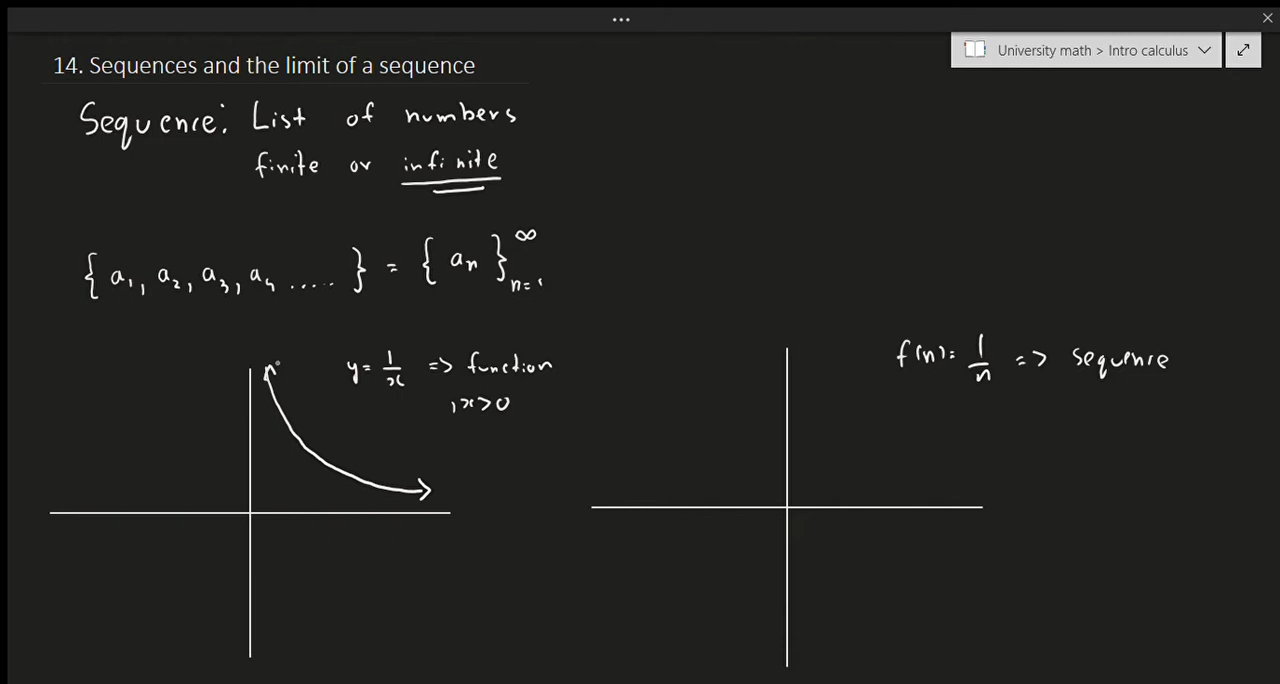 University math > Intro calculus
14. Sequences and the limit of a sequence
Sequence: List of numbers
finite or infinite
{ a₁, a₂, a₃, a₄ ..... } = { aₙ }ₙ₌₁^∞
y = 1/x => function
, x > 0
f(n) = 1/n => sequence